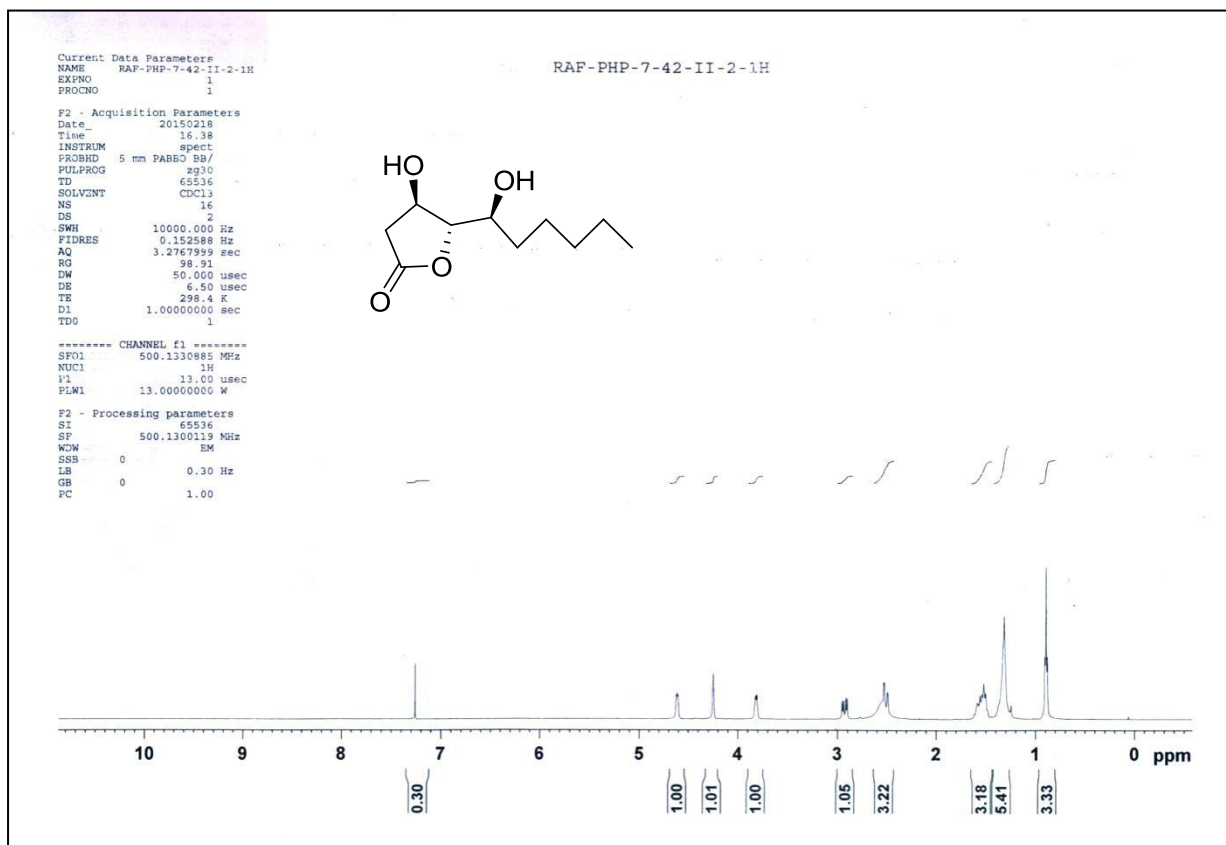 Current Data Parameters
NAME RAF-PHP-7-42-II-2-1H
EXPNO 1
PROCNO 1
F2 - Acquisition Parameters
Date_ 20150218
Time 16.38
INSTRUM spect
PROBHD 5 mm PABBO BB/
PULPROG zg30
TD 65536
SOLVENT CDCl3
NS 16
DS 2
SWH 10000.000 Hz
FIDRES 0.152588 Hz
AQ 3.2767999 sec
RG 98.91
DW 50.000 usec
DE 6.50 usec
TE 298.4 K
D1 1.00000000 sec
TD0 1
======== CHANNEL f1 ========
SFO1 500.1330885 MHz
NUC1 1H
P1 13.00 usec
PLW1 13.00000000 W
F2 - Processing parameters
SI 65536
SF 500.1300119 MHz
WDW EM
SSB 0
LB 0.30 Hz
GB 0
PC 1.00
RAF-PHP-7-42-II-2-1H
HO
OH
O
O
10 9 8 7 6 5 4 3 2 1 0 ppm
0.30 1.00 1.01 1.00 1.05 3.22 3.18 5.41 3.33